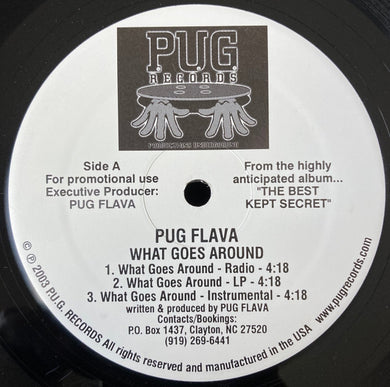 P.U.G
RECORDS
PRODUCTIONS UNDERGROUND
Side A
For promotional use
Executive Producer:
PUG FLAVA
From the highly
anticipated album...
"THE BEST
KEPT SECRET"
PUG FLAVA
WHAT GOES AROUND
1. What Goes Around - Radio - 4:18
2. What Goes Around - LP - 4:18
3. What Goes Around - Instrumental - 4:18
written & produced by PUG FLAVA
Contacts/Bookings:
P.O. Box 1437, Clayton, NC 27520
(919) 269-6441
© ℗ 2003 P.U.G. RECORDS All rights reserved and manufactured in the USA www.pugrecords.com